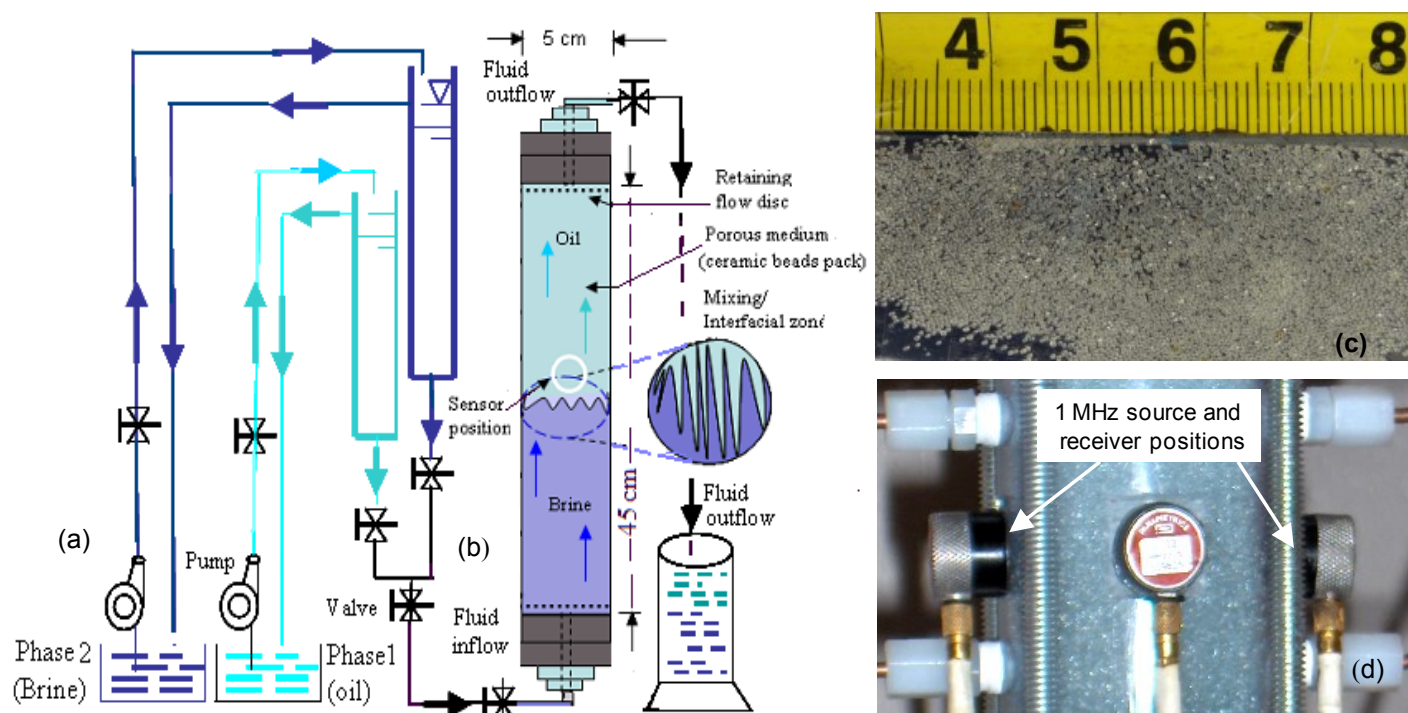 5 cm
Fluid
outflow
Retaining
flow disc
Oil
Porous medium
(ceramic beads pack)
Mixing/
Interfacial zone
Sensor
position
45 cm
Brine
Fluid
outflow
(a)
(b)
Pump
Valve
Fluid
inflow
Phase 2
(Brine)
Phase1
(oil)
4 5 6 7 8
(c)
1 MHz source and
receiver positions
(d)